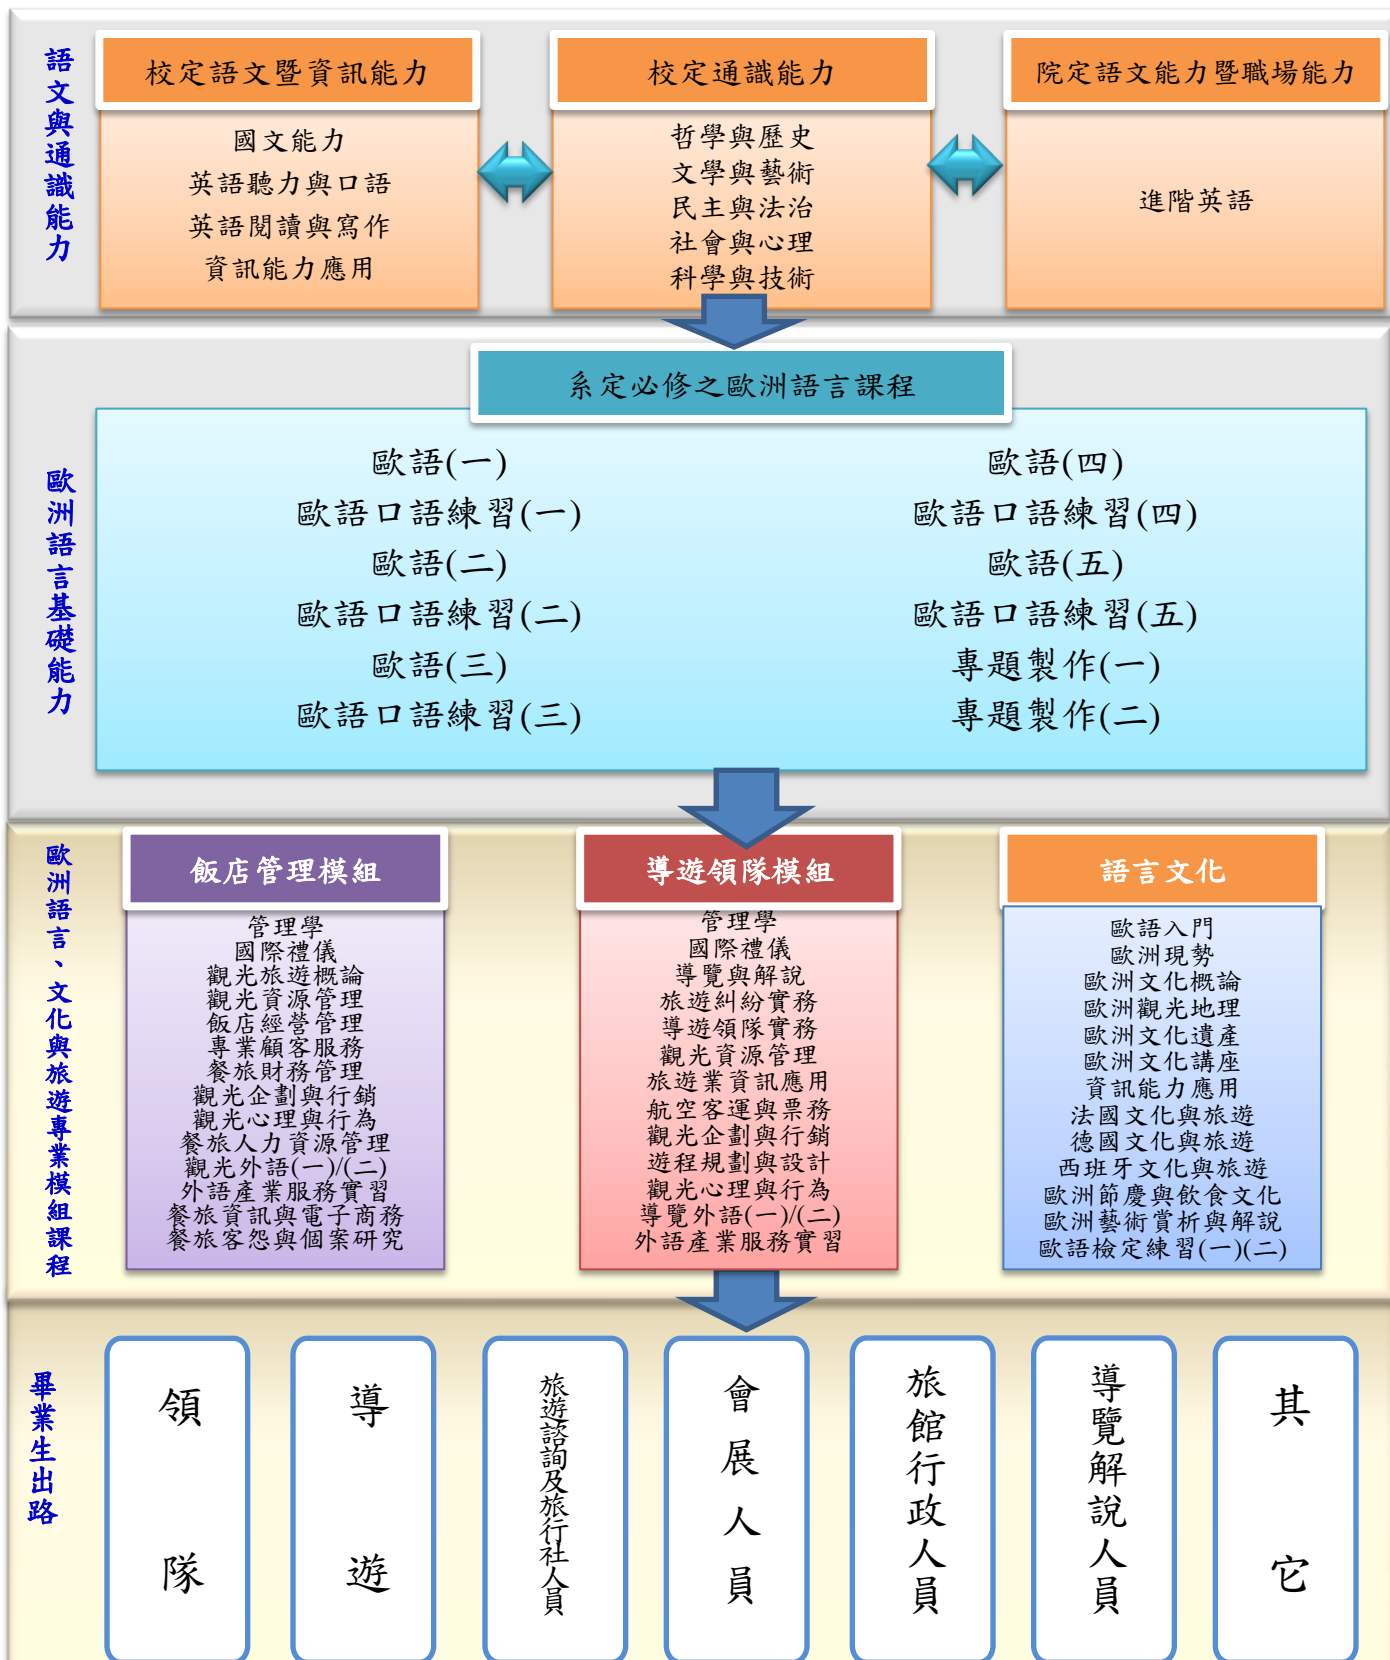 語文與通識能力
校定語文暨資訊能力
國文能力
英語聽力與口語
英語閱讀與寫作
資訊能力應用
校定通識能力
哲學與歷史
文學與藝術
民主與法治
社會與心理
科學與技術
院定語文能力暨職場能力
進階英語
歐洲語言基礎能力
系定必修之歐洲語言課程
歐語(一)
歐語口語練習(一)
歐語(二)
歐語口語練習(二)
歐語(三)
歐語口語練習(三)
歐語(四)
歐語口語練習(四)
歐語(五)
歐語口語練習(五)
專題製作(一)
專題製作(二)
歐洲語言、文化與旅遊專業模組課程
飯店管理模組
管理學
國際禮儀
觀光旅遊概論
觀光資源管理
飯店經營管理
專業顧客服務
餐旅財務管理
觀光企劃與行銷
觀光心理與行為
餐旅人力資源管理
觀光外語(一)/(二)
外語產業服務實習
餐旅資訊與電子商務
餐旅客怨與個案研究
導遊領隊模組
管理學
國際禮儀
導覽與解說
旅遊糾紛實務
導遊領隊實務
觀光資源管理
旅遊業資訊應用
航空客運與票務
觀光企劃與行銷
遊程規劃與設計
觀光心理與行為
導覽外語(一)/(二)
外語產業服務實習
語言文化
歐語入門
歐洲現勢
歐洲文化概論
歐洲觀光地理
歐洲文化遺產
歐洲文化講座
資訊能力應用
法國文化與旅遊
德國文化與旅遊
西班牙文化與旅遊
歐洲節慶與飲食文化
歐洲藝術賞析與解說
歐語檢定練習(一)(二)
畢業生出路
領隊
導遊
旅遊諮詢及旅行社人員
會展人員
旅館行政人員
導覽解說人員
其它